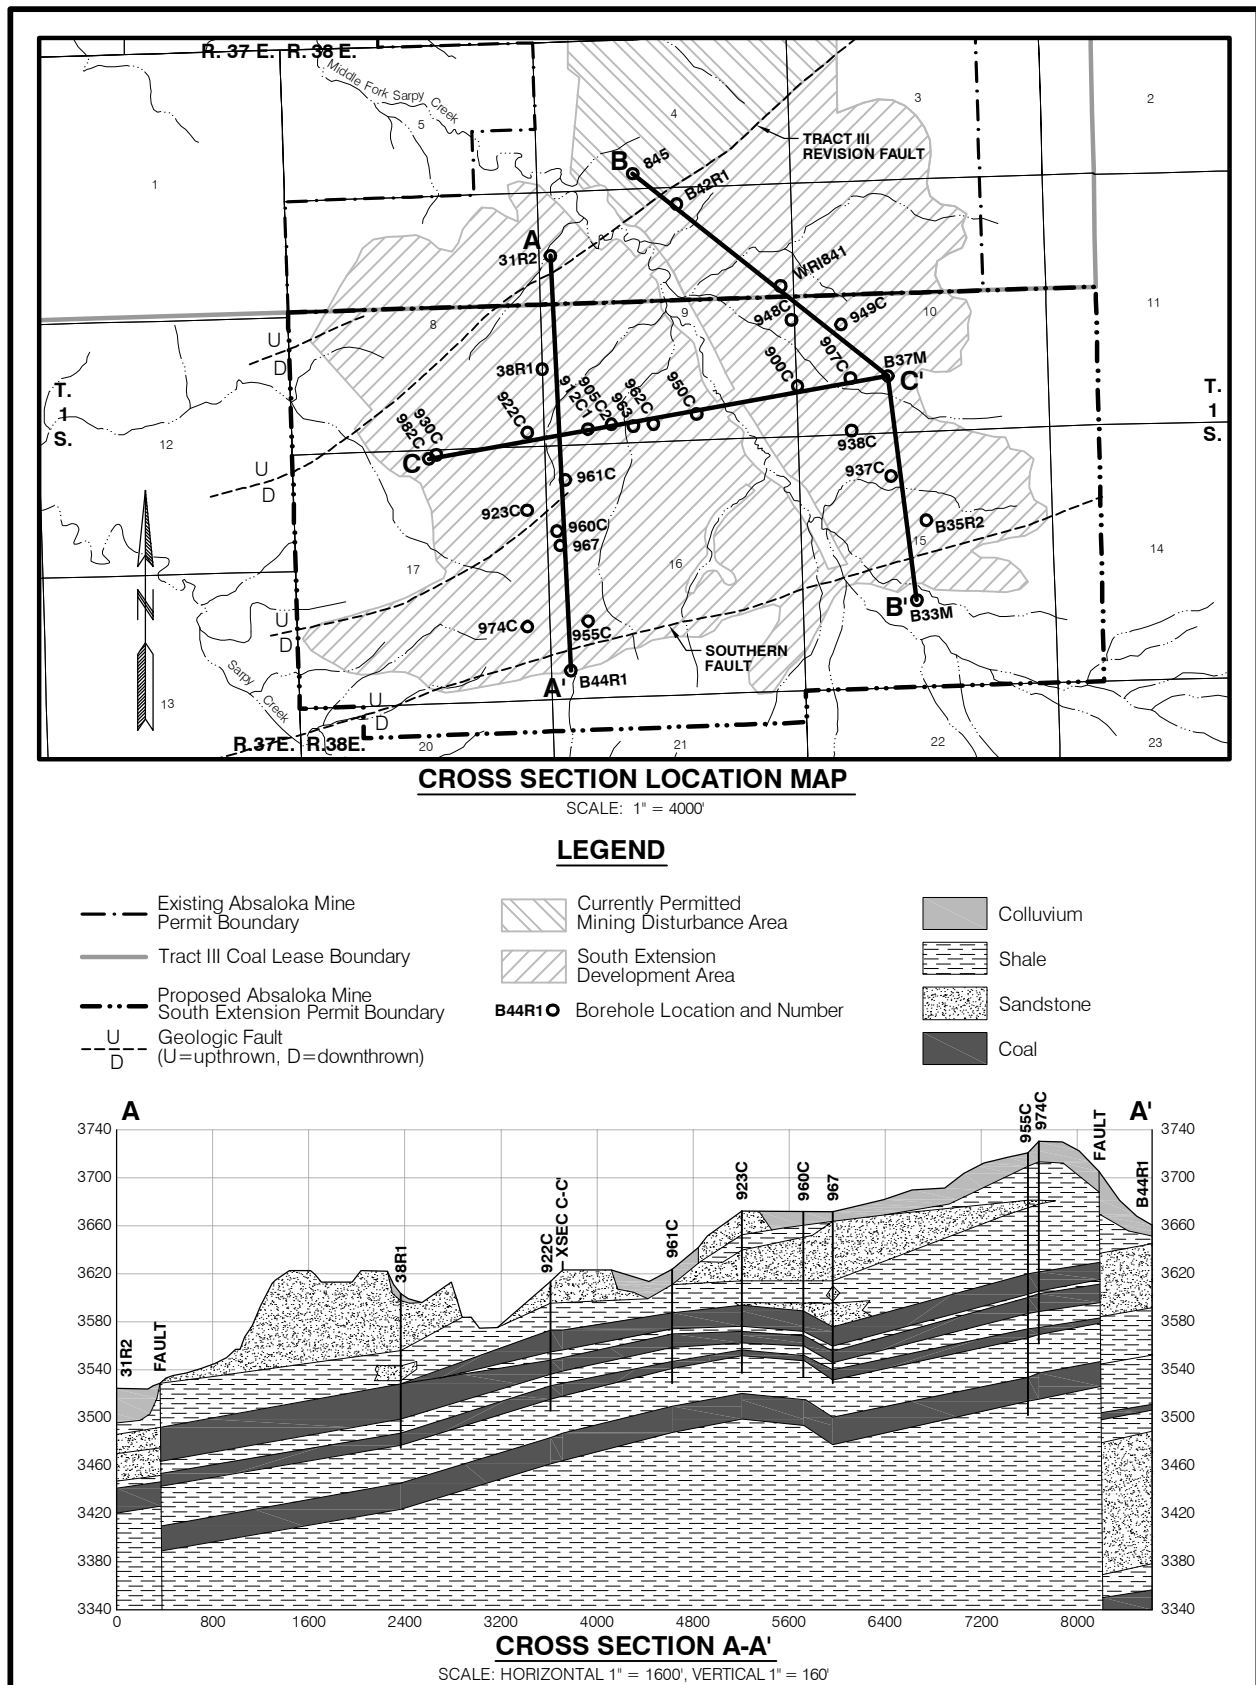 R. 37 E. R. 38 E.
Middle Fork Sarpy Creek
5
4
3
2
1
TRACT III
REVISION FAULT
B
845
B42R1
A
31R2
WRI841
948C
949C
8
9
10
11
U
D
38R1
900C
907C
B37M
C'
T.
1
S.
T.
1
S.
912C
1
905C2
963
962C
950C
922C
930C
982C
C
12
938C
937C
961C
U
D
923C
960C
967
B35R2
15
14
17
16
974C
955C
B'
B33M
U
D
SOUTHERN
FAULT
A'
B44R1
Sarpy Creek
13
U
D
R.37E. R.38E.
20
21
22
23
N
CROSS SECTION LOCATION MAP
SCALE: 1" = 4000'
LEGEND
Existing Absaloka Mine
Permit Boundary
Tract III Coal Lease Boundary
Proposed Absaloka Mine
South Extension Permit Boundary
U
D
Geologic Fault
(U=upthrown, D=downthrown)
Currently Permitted
Mining Disturbance Area
South Extension
Development Area
B44R1 Borehole Location and Number
Colluvium
Shale
Sandstone
Coal
A
A'
3740
3700
3660
3620
3580
3540
3500
3460
3420
3380
3340
31R2
FAULT
38R1
922C
XSEC C-C'
961C
923C
960C
967
955C
974C
FAULT
B44R1
3740
3700
3660
3620
3580
3540
3500
3460
3420
3380
3340
0 800 1600 2400 3200 4000 4800 5600 6400 7200 8000
CROSS SECTION A-A'
SCALE: HORIZONTAL 1" = 1600', VERTICAL 1" = 160'